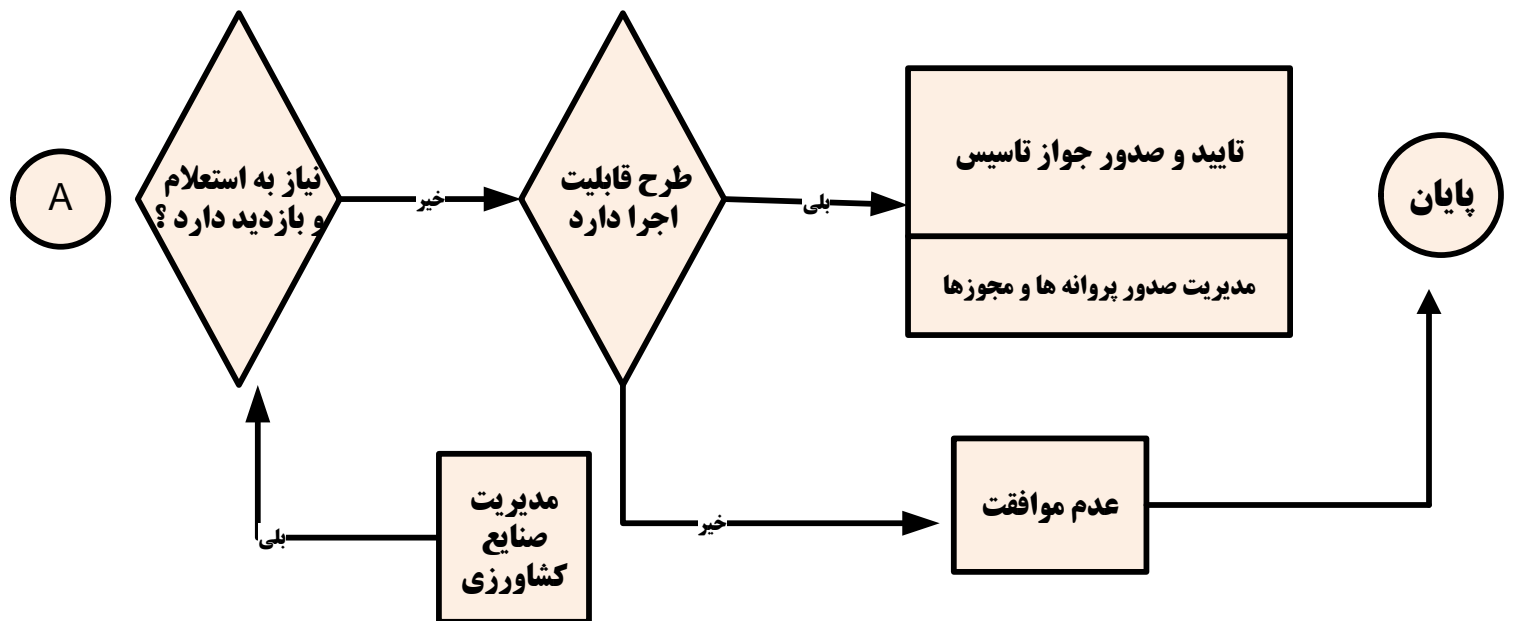 A
نیاز به استعلام
و بازدید دارد ؟
خیر
طرح قابلیت
اجرا دارد
بلی
تایید و صدور جواز تاسیس
مدیریت صدور پروانه ها و مجوزها
پایان
بلی
مدیریت
صنایع
کشاورزی
خیر
عدم موافقت